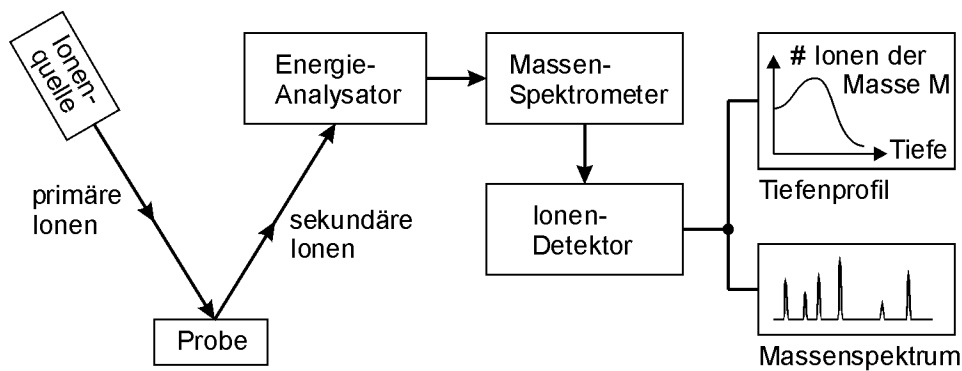 Ionen-
quelle
primäre
Ionen
Probe
sekundäre
Ionen
Energie-
Analysator
Massen-
Spektrometer
Ionen-
Detektor
# Ionen der
Masse M
Tiefe
Tiefenprofil
Massenspektrum